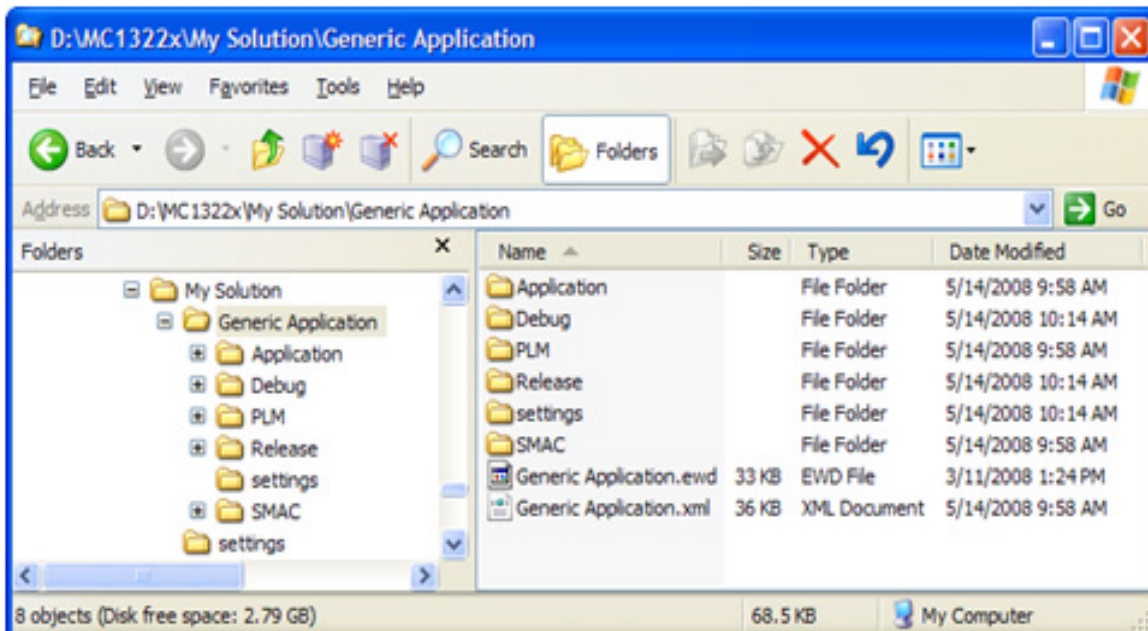 D:\MC1322x\My Solution\Generic Application
File Edit View Favorites Tools Help
Back Search Folders
Address D:\MC1322x\My Solution\Generic Application Go
Folders x
My Solution
Generic Application
Application
Debug
PLM
Release
settings
SMAC
settings
Name Size Type Date Modified
Application File Folder 5/14/2008 9:58 AM
Debug File Folder 5/14/2008 10:14 AM
PLM File Folder 5/14/2008 9:58 AM
Release File Folder 5/14/2008 10:14 AM
settings File Folder 5/14/2008 10:14 AM
SMAC File Folder 5/14/2008 9:58 AM
Generic Application.ewd 33 KB EWD File 3/11/2008 1:24 PM
Generic Application.xml 36 KB XML Document 5/14/2008 9:58 AM
8 objects (Disk free space: 2.79 GB) 68.5 KB My Computer